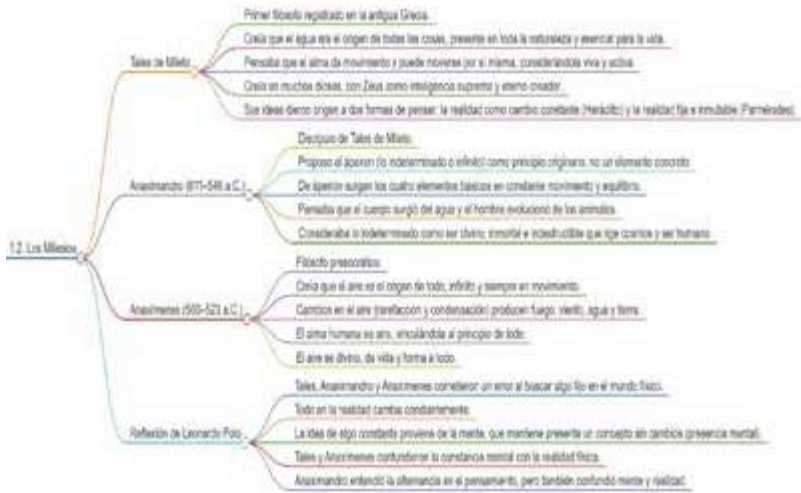 Primer filósofo registrado en la antigua Grecia.
Creía que el agua era el origen de todas las cosas, presente en toda la naturaleza y esencial para la vida.
Tales de Mileto
Pensaba que el alma da movimiento y puede moverse por sí misma, considerándola viva y activa.
Creía en muchos dioses, con Zeus como inteligencia suprema y eterno creador.
Sus ideas dieron origen a dos formas de pensar: la realidad como cambio constante (Heráclito) y la realidad fija e inmutable (Parménides).
Discípulo de Tales de Mileto.
Propuso el ápeiron (lo indeterminado o infinito) como principio originario, no un elemento concreto.
Anaximandro a.C.)
De ápeiron surgen los cuatro elementos básicos en constante movimiento y equilibrio.
Pensaba que el cuerpo surgió del agua y el hombre evolucionó de los animales.
Consideraba lo indeterminado como ser divino, inmortal e indestructible que rige cosmos y ser humano.
1.2. Los Milesios
Filósofo presocrático.
Creía que el aire es el origen de todo, infinito y siempre en movimiento.
Anaxímenes a.C.)
Cambios en el aire (rarefacción y condensación) producen fuego, viento, agua y tierra.
El alma humana es aire, vinculándola al principio de todo.
El aire es divino, da vida y forma a todo.
Tales, Anaximandro y Anaxímenes cometieron un error al buscar algo fijo en el mundo físico.
Todo en la realidad cambia constantemente.
Reflexión de Leonardo Polo
La idea de algo constante proviene de la mente, que mantiene presente un concepto sin cambios (presencia mental).
Tales y Anaxímenes confundieron la constancia mental con la realidad física.
Anaximandro entendió la alternancia en el pensamiento, pero también confundió mente y realidad.